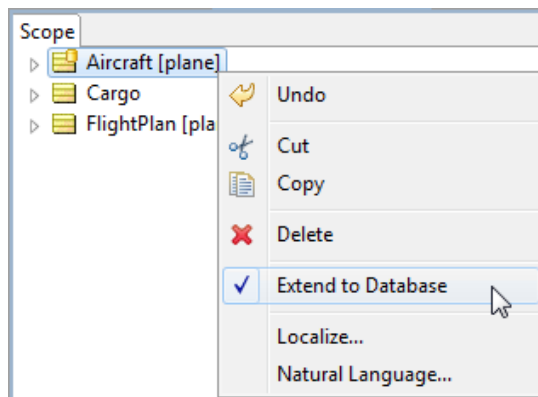 Scope
Aircraft [plane]
Cargo
FlightPlan [pla
Undo
Cut
Copy
Delete
Extend to Database
Localize...
Natural Language...